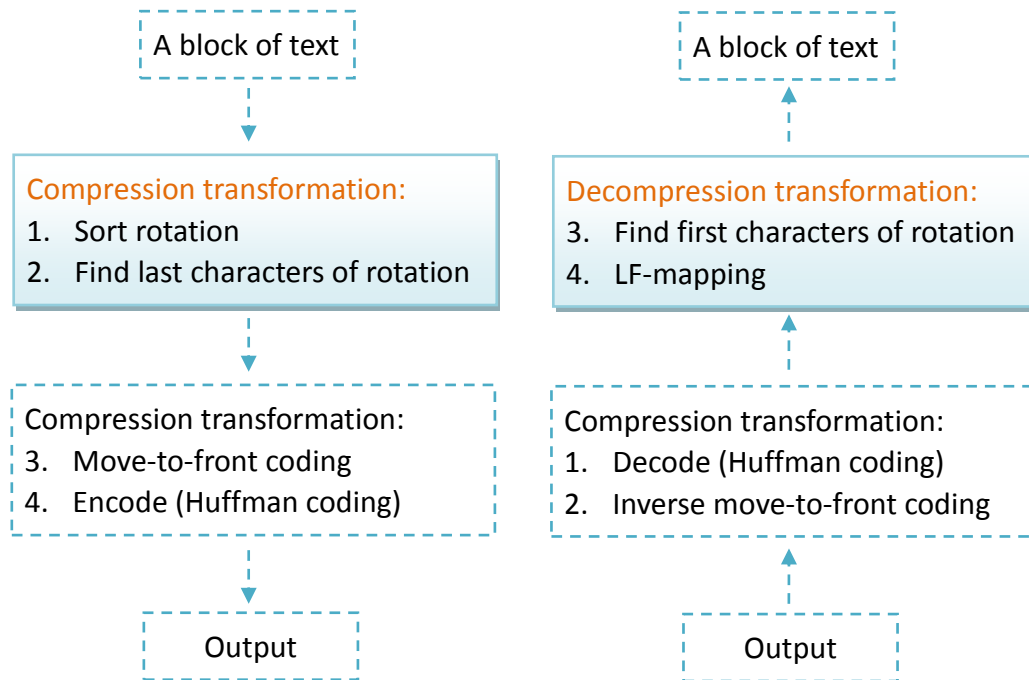 A block of text
Compression transformation:
1. Sort rotation
2. Find last characters of rotation
Compression transformation:
3. Move-to-front coding
4. Encode (Huffman coding)
Output
A block of text
Decompression transformation:
3. Find first characters of rotation
4. LF-mapping
Compression transformation:
1. Decode (Huffman coding)
2. Inverse move-to-front coding
Output